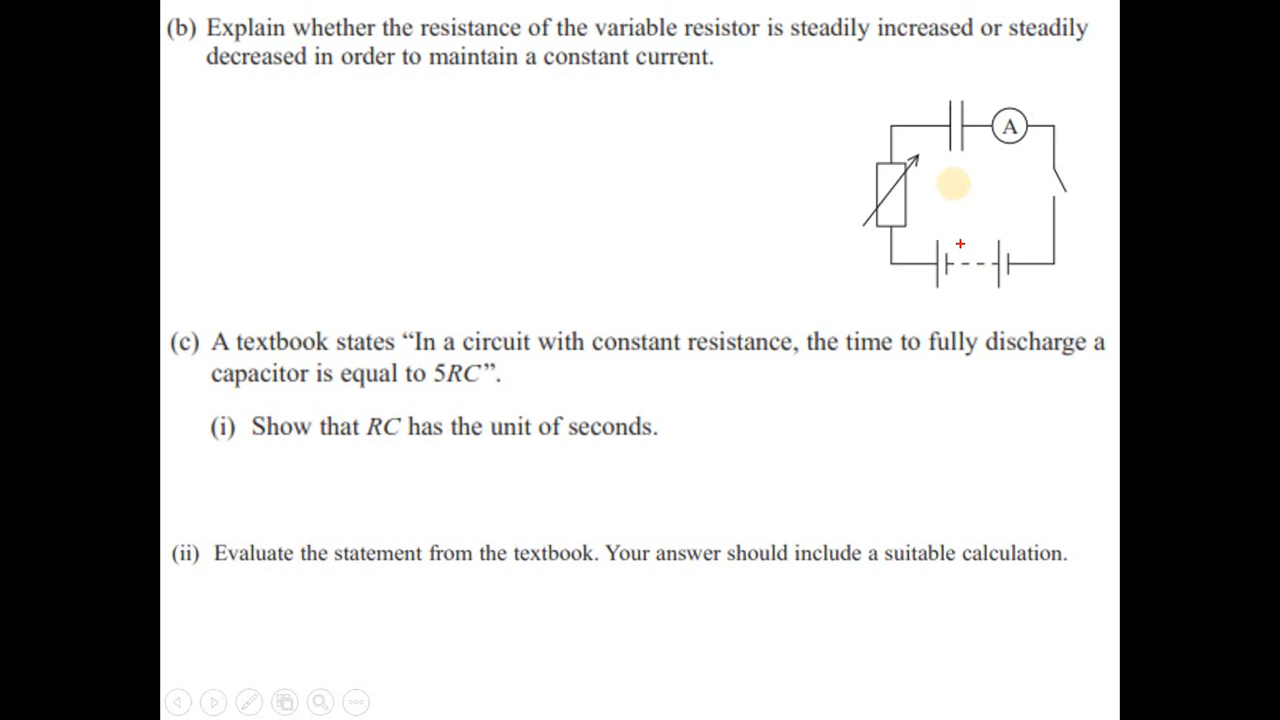 (b) Explain whether the resistance of the variable resistor is steadily increased or steadily
decreased in order to maintain a constant current.
A
(c) A textbook states “In a circuit with constant resistance, the time to fully discharge a
capacitor is equal to 5RC”.
(i) Show that RC has the unit of seconds.
(ii) Evaluate the statement from the textbook. Your answer should include a suitable calculation.